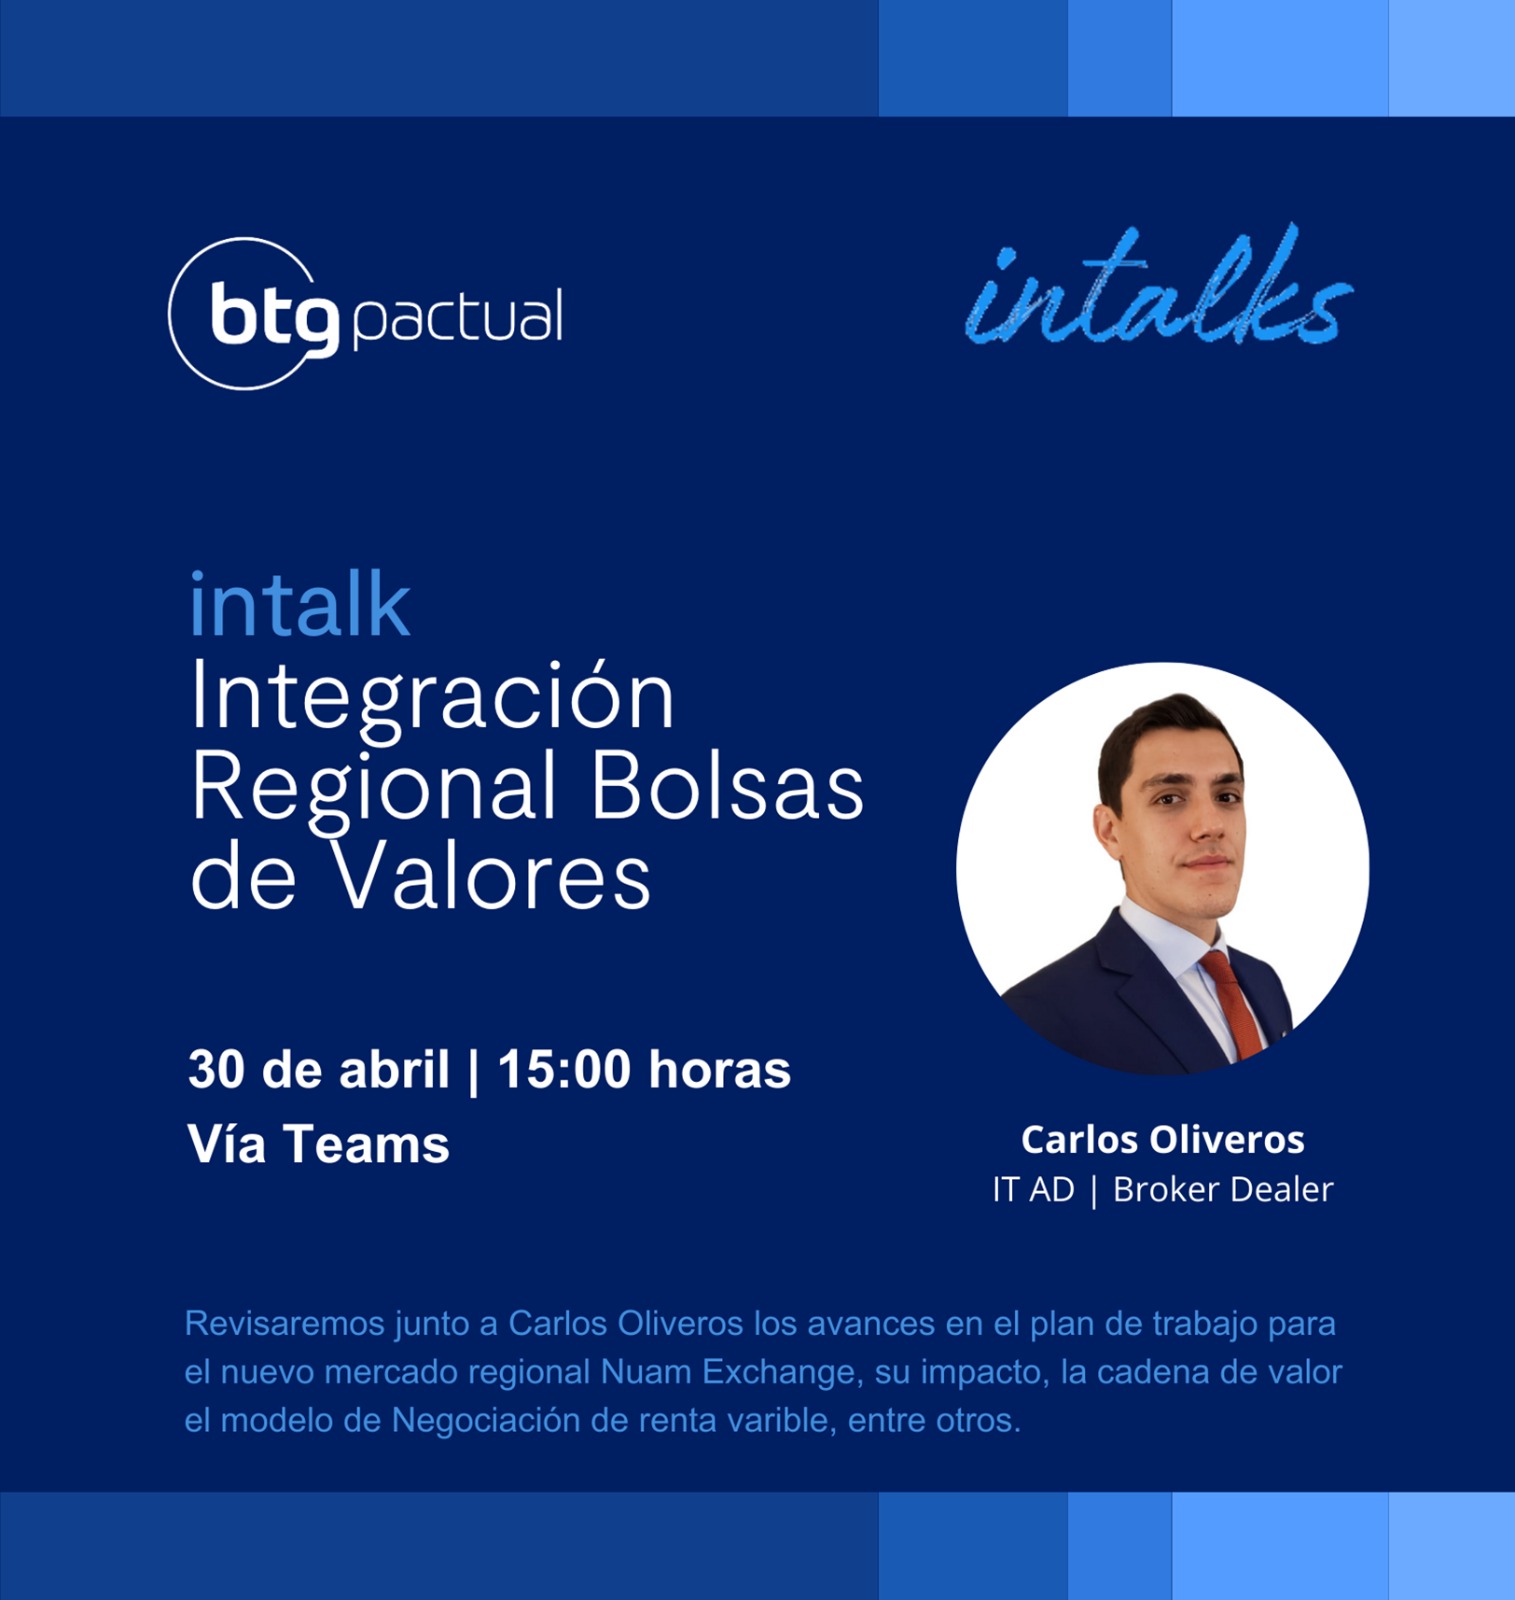 btg pactual
intalks
intalk
Integración
Regional Bolsas
de Valores
30 de abril | 15:00 horas
Vía Teams
Carlos Oliveros
IT AD | Broker Dealer
Revisaremos junto a Carlos Oliveros los avances en el plan de trabajo para
el nuevo mercado regional Nuam Exchange, su impacto, la cadena de valor
el modelo de Negociación de renta varible, entre otros.